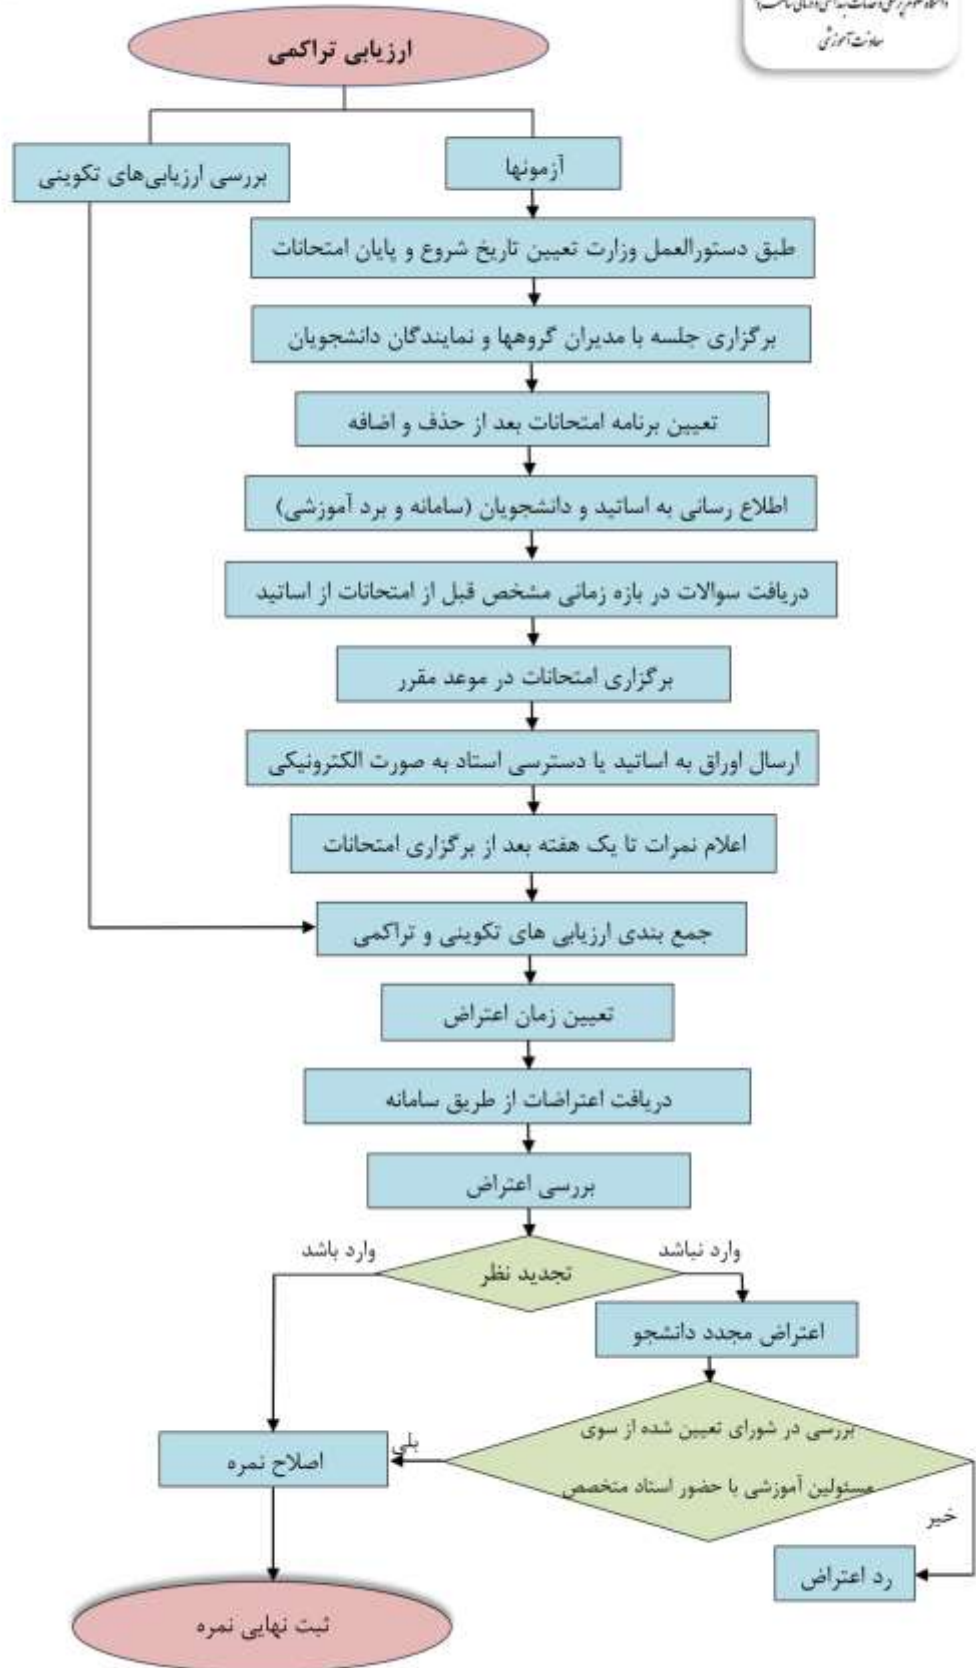 معاونت آموزشی
ارزیابی تراکمی
آزمونها
بررسی ارزیابی‌های تکوینی
طبق دستورالعمل وزارت تعیین تاریخ شروع و پایان امتحانات
برگزاری جلسه با مدیران گروهها و نمایندگان دانشجویان
تعیین برنامه امتحانات بعد از حذف و اضافه
اطلاع رسانی به اساتید و دانشجویان (سامانه و برد آموزشی)
دریافت سوالات در بازه زمانی مشخص قبل از امتحانات از اساتید
برگزاری امتحانات در موعد مقرر
ارسال اوراق به اساتید یا دسترسی استاد به صورت الکترونیکی
اعلام نمرات تا یک هفته بعد از برگزاری امتحانات
جمع بندی ارزیابی های تکوینی و تراکمی
تعیین زمان اعتراض
دریافت اعتراضات از طریق سامانه
بررسی اعتراض
وارد نباشد
وارد باشد
تجدید نظر
اعتراض مجدد دانشجو
بررسی در شورای تعیین شده از سوی
مسئولین آموزشی با حضور استاد متخصص
بلی
اصلاح نمره
خیر
رد اعتراض
ثبت نهایی نمره